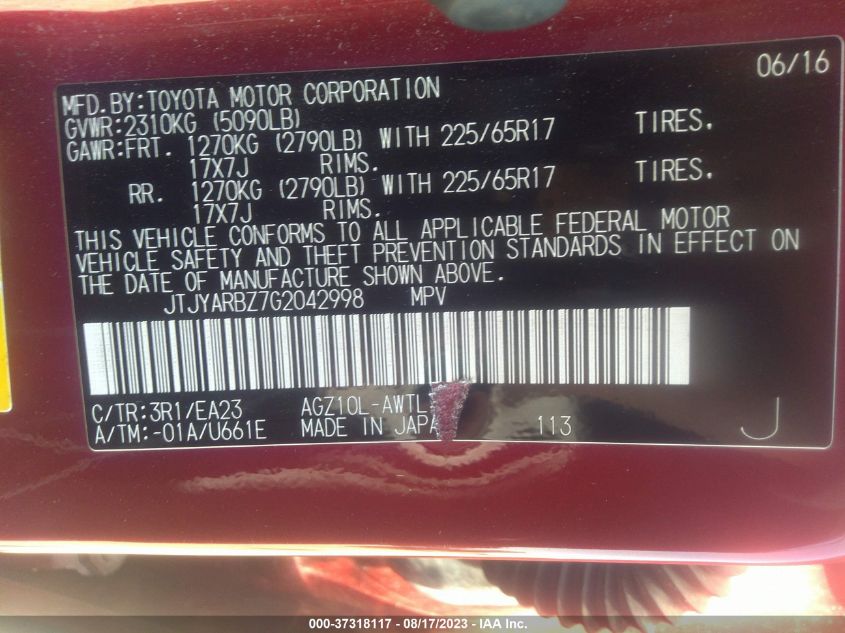 06/16
MFD.BY:TOYOTA MOTOR CORPORATION
GVWR:2310KG (5090LB)
GAWR:FRT. 1270KG (2790LB) WITH 225/65R17 TIRES.
17X7J RIMS.
RR. 1270KG (2790LB) WITH 225/65R17 TIRES.
17X7J RIMS.
THIS VEHICLE CONFORMS TO ALL APPLICABLE FEDERAL MOTOR
VEHICLE SAFETY AND THEFT PREVENTION STANDARDS IN EFFECT ON
THE DATE OF MANUFACTURE SHOWN ABOVE.
JTJYARBZ7G2042998 MPV
C/TR:3R1/EA23 AGZ10L-AWTL
A/TM:-01A/U661E MADE IN JAPA 113 J
000-37318117 - 08/17/2023 - IAA Inc.